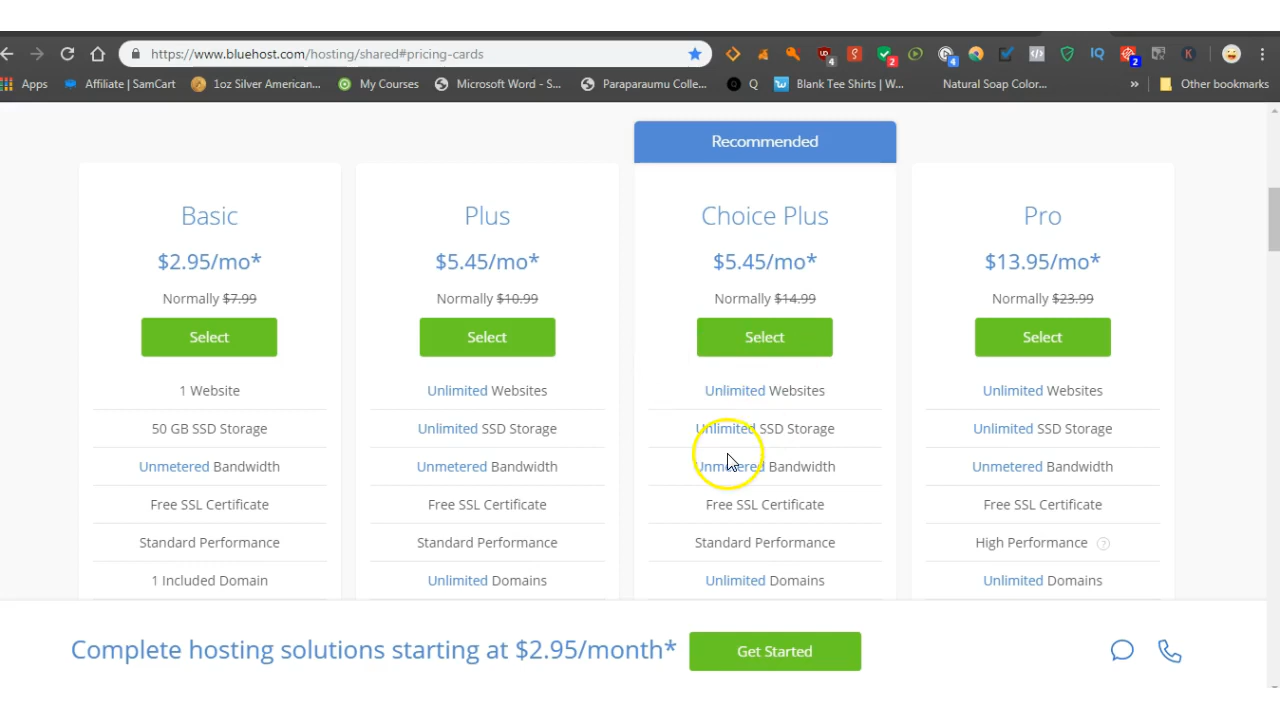 https://www.bluehost.com/hosting/shared#pricing-cards
Apps
Affiliate | SamCart
1oz Silver American...
My Courses
Microsoft Word - S...
Paraparaumu Colle...
Q
Blank Tee Shirts | W...
Natural Soap Color...
»
Other bookmarks
Recommended
Basic
$2.95/mo*
Normally $7.99
Select
1 Website
50 GB SSD Storage
Unmetered Bandwidth
Free SSL Certificate
Standard Performance
1 Included Domain
Plus
$5.45/mo*
Normally $10.99
Select
Unlimited Websites
Unlimited SSD Storage
Unmetered Bandwidth
Free SSL Certificate
Standard Performance
Unlimited Domains
Choice Plus
$5.45/mo*
Normally $14.99
Select
Unlimited Websites
Unlimited SSD Storage
Unmetered Bandwidth
Free SSL Certificate
Standard Performance
Unlimited Domains
Pro
$13.95/mo*
Normally $23.99
Select
Unlimited Websites
Unlimited SSD Storage
Unmetered Bandwidth
Free SSL Certificate
High Performance ?
Unlimited Domains
Complete hosting solutions starting at $2.95/month*
Get Started